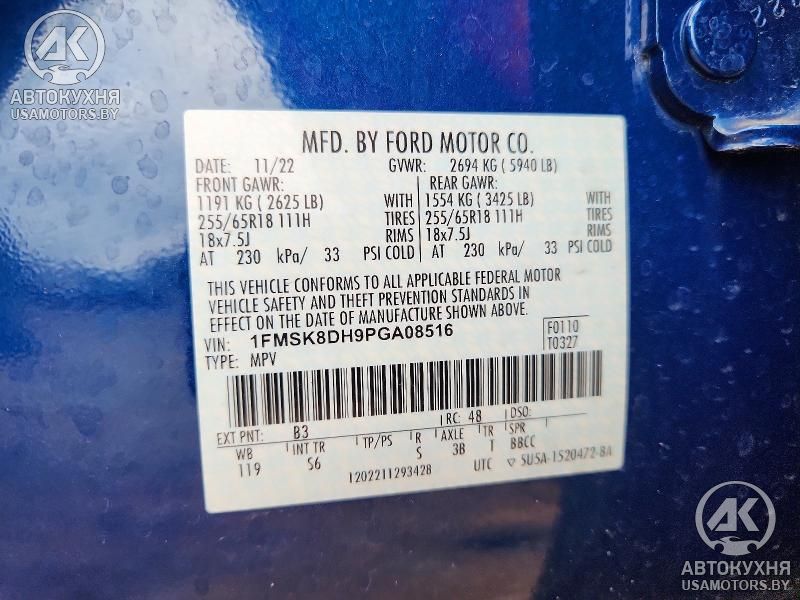 AK
АВТОКУХНЯ
USAMOTORS.BY
MFD. BY FORD MOTOR CO.
DATE: 11/22 GVWR: 2694 KG ( 5940 LB)
FRONT GAWR: REAR GAWR:
1191 KG ( 2625 LB) WITH 1554 KG ( 3425 LB) WITH
255/65R18 111H TIRES 255/65R18 111H TIRES
18x7.5J RIMS 18x7.5J RIMS
AT 230 kPa/ 33 PSI COLD AT 230 kPa/ 33 PSI COLD
THIS VEHICLE CONFORMS TO ALL APPLICABLE FEDERAL MOTOR
VEHICLE SAFETY AND THEFT PREVENTION STANDARDS IN
EFFECT ON THE DATE OF MANUFACTURE SHOWN ABOVE.
VIN: 1FMSK8DH9PGA08516 F0110
TYPE: MPV T0327
EXT PNT: B3 RC: 48 DSO:
WB INT TR TP/PS R AXLE TR SPR
119 S6 S 3B T BBCC
1202211293428 UTC ▽ 5U5A-1520472-BA
AK
АВТОКУХНЯ
USAMOTORS.BY